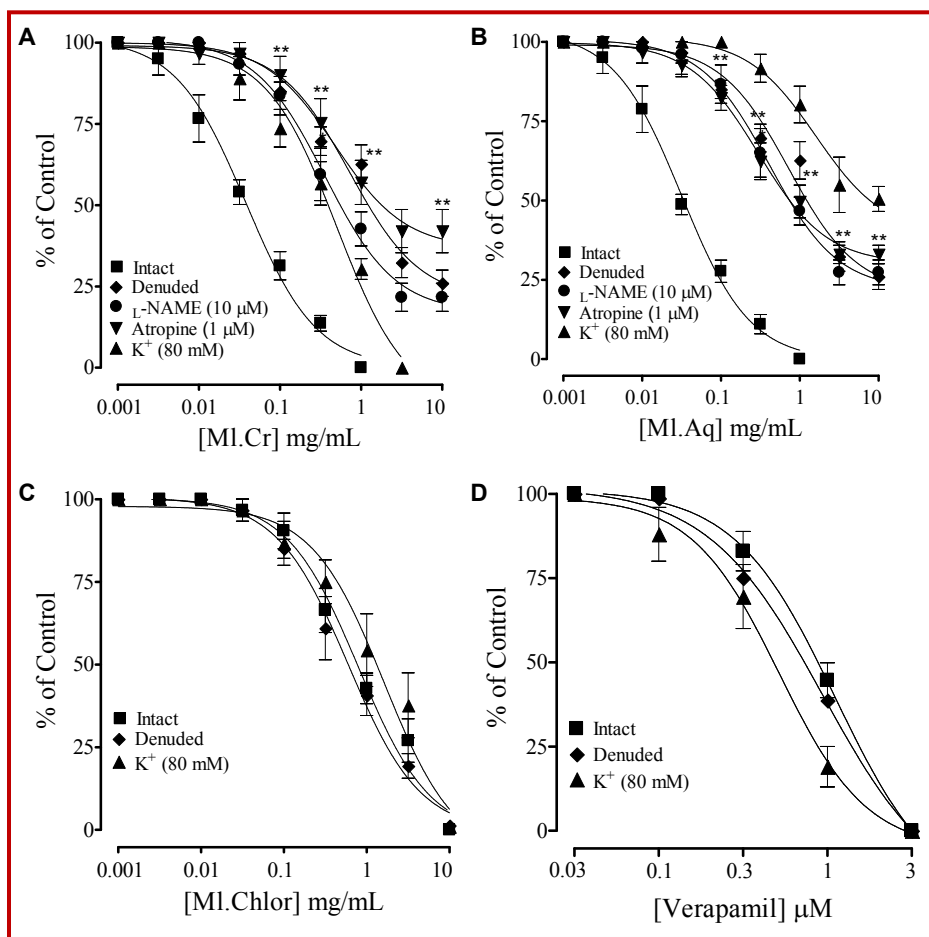 A
100
**
**
75
**
50
**
% of Control
Intact
25
Denuded
L-NAME (10 μM)
Atropine (1 μM)
0
K+ (80 mM)
0.001 0.01 0.1 1 10
[Ml.Cr] mg/mL
B
100
**
75
**
**
50
**
**
% of Control
Intact
25
Denuded
L-NAME (10 μM)
Atropine (1 μM)
0
K+ (80 mM)
0.001 0.01 0.1 1 10
[Ml.Aq] mg/mL
C
100
75
50
% of Control
Intact
25
Denuded
K+ (80 mM)
0
0.001 0.01 0.1 1 10
[Ml.Chlor] mg/mL
D
100
75
50
% of Control
Intact
25
Denuded
K+ (80 mM)
0
0.03 0.1 0.3 1 3
[Verapamil] μM